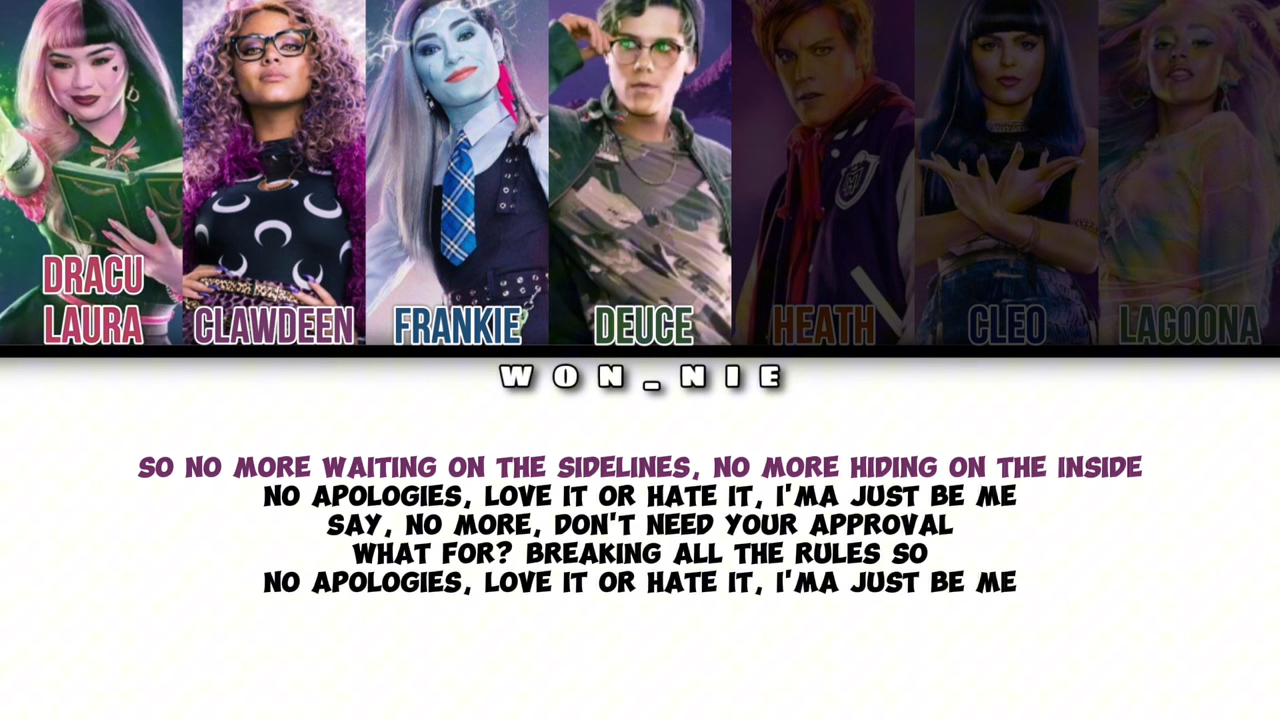 DRACU
LAURA
CLAWDEEN
FRANKIE
DEUCE
HEATH
CLEO
LAGOONA
WON_NIE
SO NO MORE WAITING ON THE SIDELINES, NO MORE HIDING ON THE INSIDE
NO APOLOGIES, LOVE IT OR HATE IT, I'MA JUST BE ME
SAY, NO MORE, DON'T NEED YOUR APPROVAL
WHAT FOR? BREAKING ALL THE RULES SO
NO APOLOGIES, LOVE IT OR HATE IT, I'MA JUST BE ME